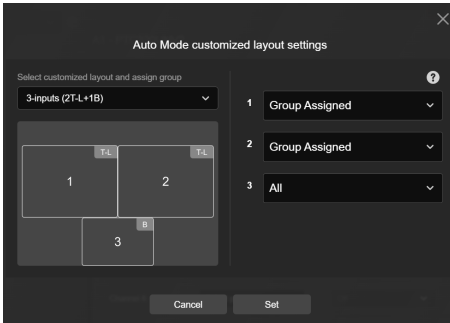 Auto Mode customized layout settings
Select customized layout and assign group
?
3-inputs (2T-L+1B)
1 Group Assigned
T-L T-L
1 2
2 Group Assigned
3 All
B
3
Cancel Set